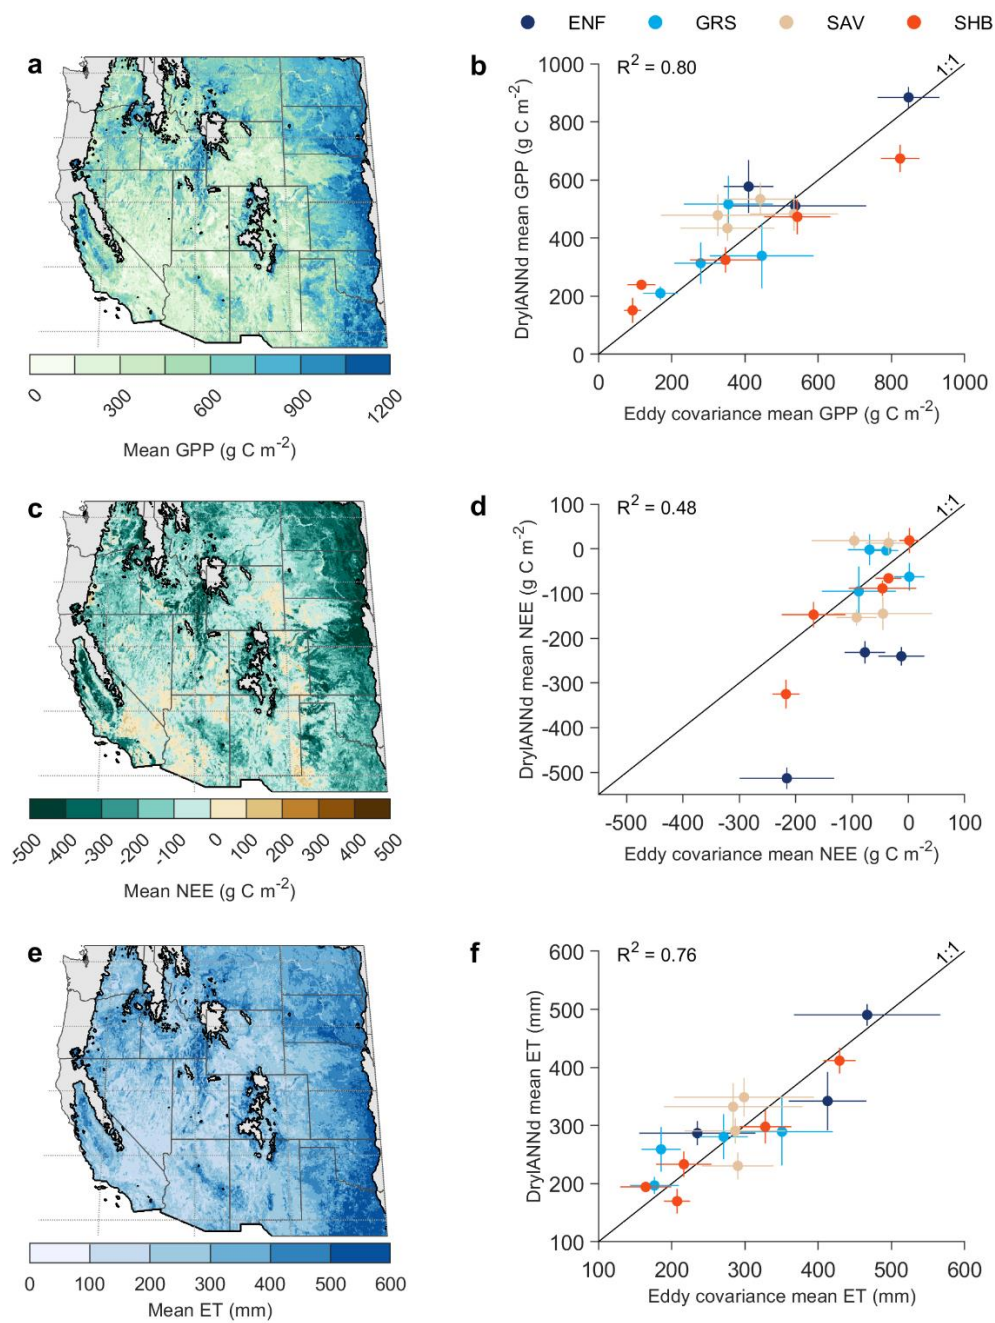 ENF GRS SAV SHB
a
0 300 600 900 1200
Mean GPP (g C m-2)
b
R2 = 0.80
1:1
1000
800
600
400
200
0
DrylANNd mean GPP (g C m-2)
0 200 400 600 800 1000
Eddy covariance mean GPP (g C m-2)
c
-500 -400 -300 -200 -100 0 100 200 300 400 500
Mean NEE (g C m-2)
d
R2 = 0.48
1:1
100
0
-100
-200
-300
-400
-500
DrylANNd mean NEE (g C m-2)
-500 -400 -300 -200 -100 0 100
Eddy covariance mean NEE (g C m-2)
e
0 100 200 300 400 500 600
Mean ET (mm)
f
R2 = 0.76
1:1
600
500
400
300
200
100
DrylANNd mean ET (mm)
100 200 300 400 500 600
Eddy covariance mean ET (mm)